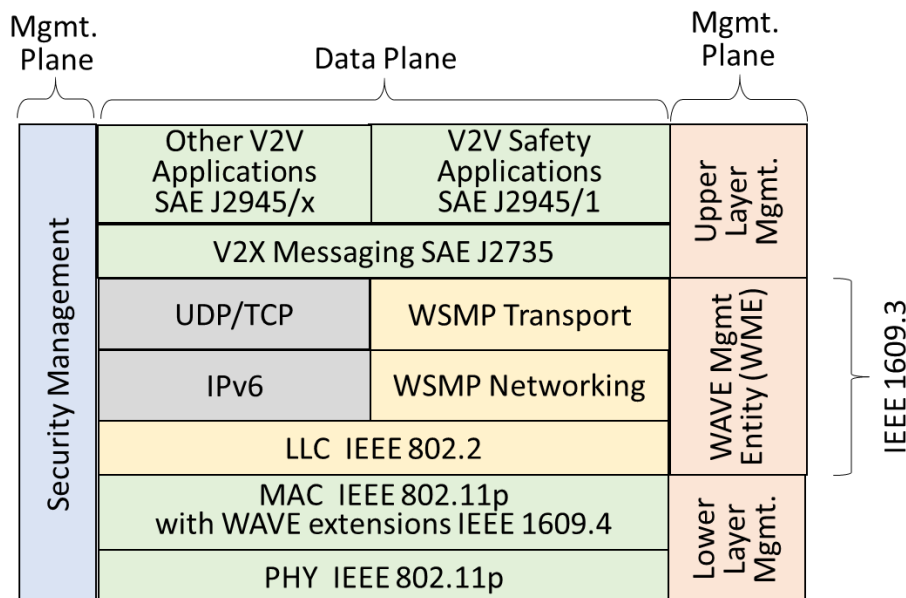 Mgmt.
Plane
Data Plane
Mgmt.
Plane
Other V2V
Applications
SAE J2945/x
V2V Safety
Applications
SAE J2945/1
Upper
Layer
Mgmt.
V2X Messaging SAE J2735
Security Management
UDP/TCP
WSMP Transport
WAVE Mgmt
Entity (WME)
IEEE 1609.3
IPv6
WSMP Networking
LLC IEEE 802.2
MAC IEEE 802.11p
with WAVE extensions IEEE 1609.4
Lower
Layer
Mgmt.
PHY IEEE 802.11p